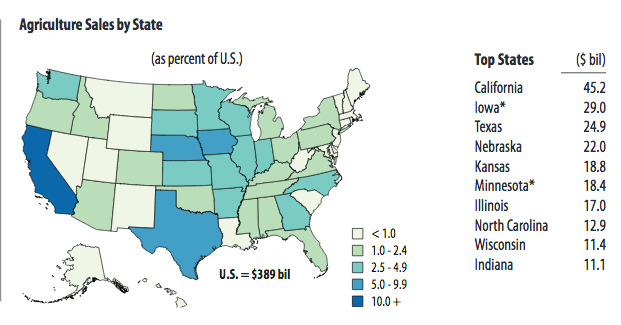 Agriculture Sales by State
(as percent of U.S.)
Top States ($ bil)
California 45.2
Iowa* 29.0
Texas 24.9
Nebraska 22.0
Kansas 18.8
Minnesota* 18.4
Illinois 17.0
North Carolina 12.9
Wisconsin 11.4
Indiana 11.1
< 1.0
1.0 - 2.4
2.5 - 4.9
5.0 - 9.9
10.0 +
U.S. = $389 bil